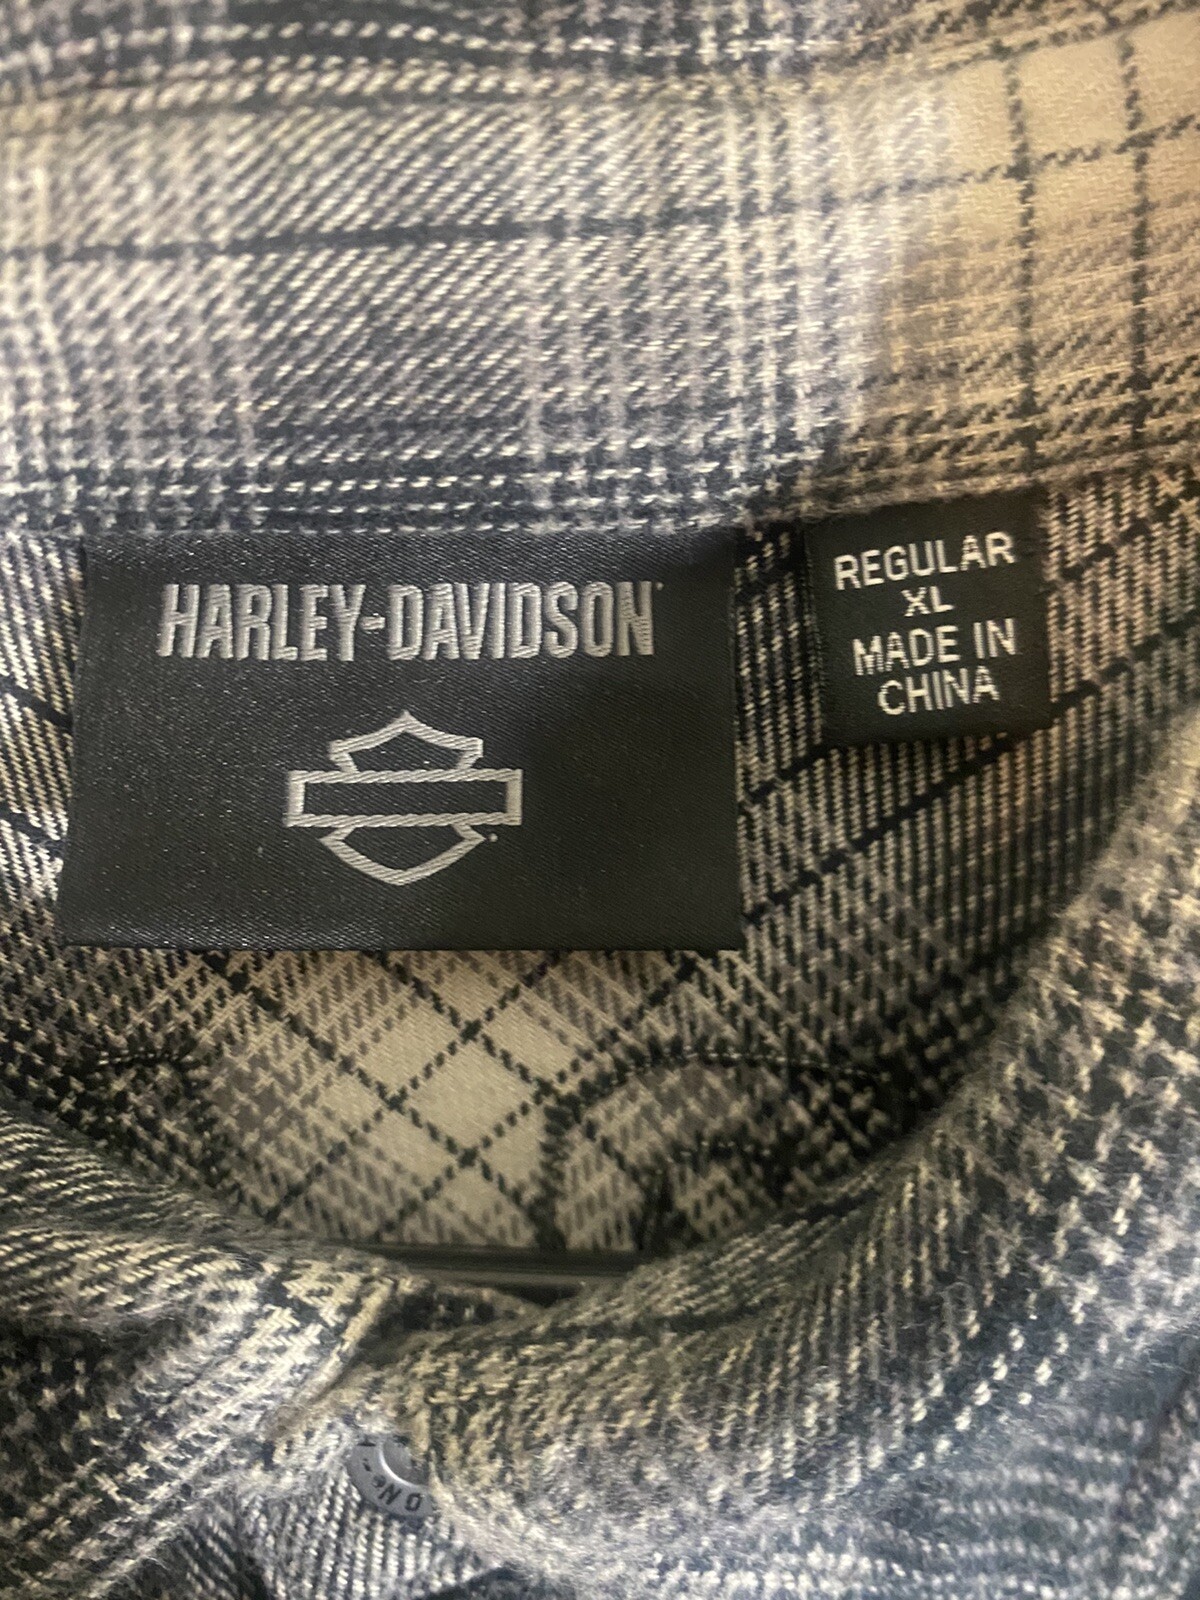 HARLEY-DAVIDSON
REGULAR
XL
MADE IN
CHINA